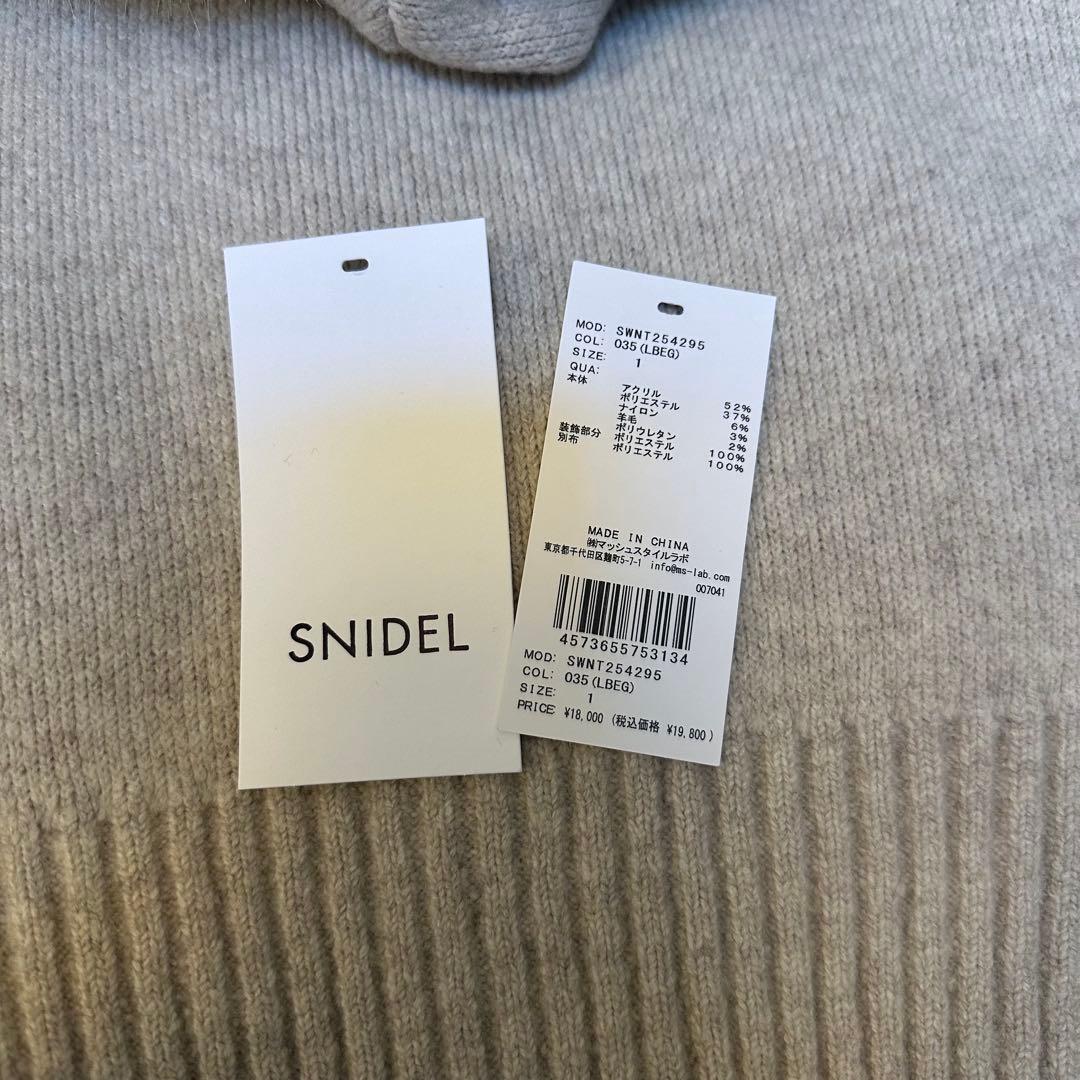 SNIDEL
MOD: SWNT254295
COL: 035(LBEG)
SIZE: 1
QUA:
本体 アクリル 52%
ポリエステル 37%
ナイロン 6%
羊毛 3%
ポリウレタン 2%
装飾部分 ポリエステル 100%
別布 ポリエステル 100%
MADE IN CHINA
㈱マッシュスタイルラボ
東京都千代田区麹町5-7-1 info@ms-lab.com
007041
4573655753134
MOD: SWNT254295
COL: 035(LBEG)
SIZE: 1
PRICE: ¥18,000 (税込価格 ¥19,800)